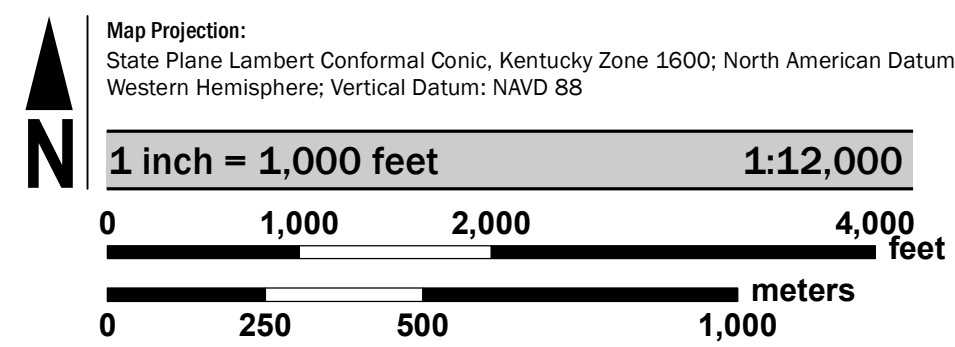 Map Projection:
State Plane Lambert Conformal Conic, Kentucky Zone 1600; North American Datum
Western Hemisphere; Vertical Datum: NAVD 88
N
1 inch = 1,000 feet 1:12,000
0 1,000 2,000 4,000
feet
meters
0 250 500 1,000